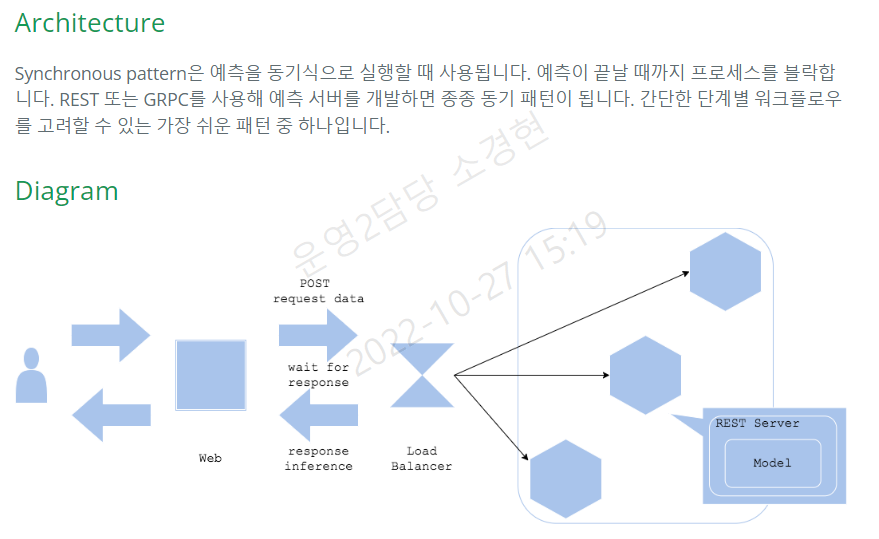 Architecture
Synchronous pattern은 예측을 동기식으로 실행할 때 사용됩니다. 예측이 끝날 때까지 프로세스를 블락합
니다. REST 또는 GRPC를 사용해 예측 서버를 개발하면 종종 동기 패턴이 됩니다. 간단한 단계별 워크플로우
를 고려할 수 있는 가장 쉬운 패턴 중 하나입니다.
운영2담당 소경현
Diagram
2022-10-27 15:19
POST
request data
wait for
response
response
inference
Web
Load
Balancer
REST Server
Model